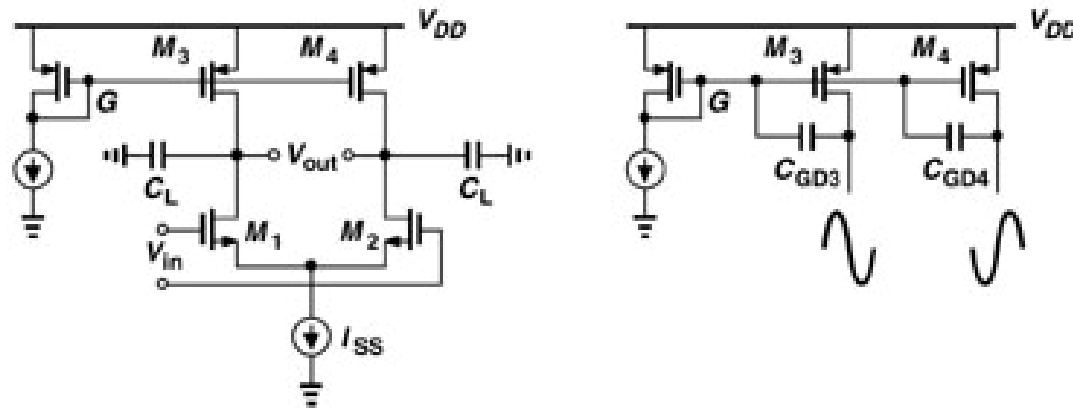 V_DD
M_3
M_4
G
V_out
C_L
C_L
M_1
M_2
V_in
I_SS
V_DD
M_3
M_4
G
C_GD3
C_GD4